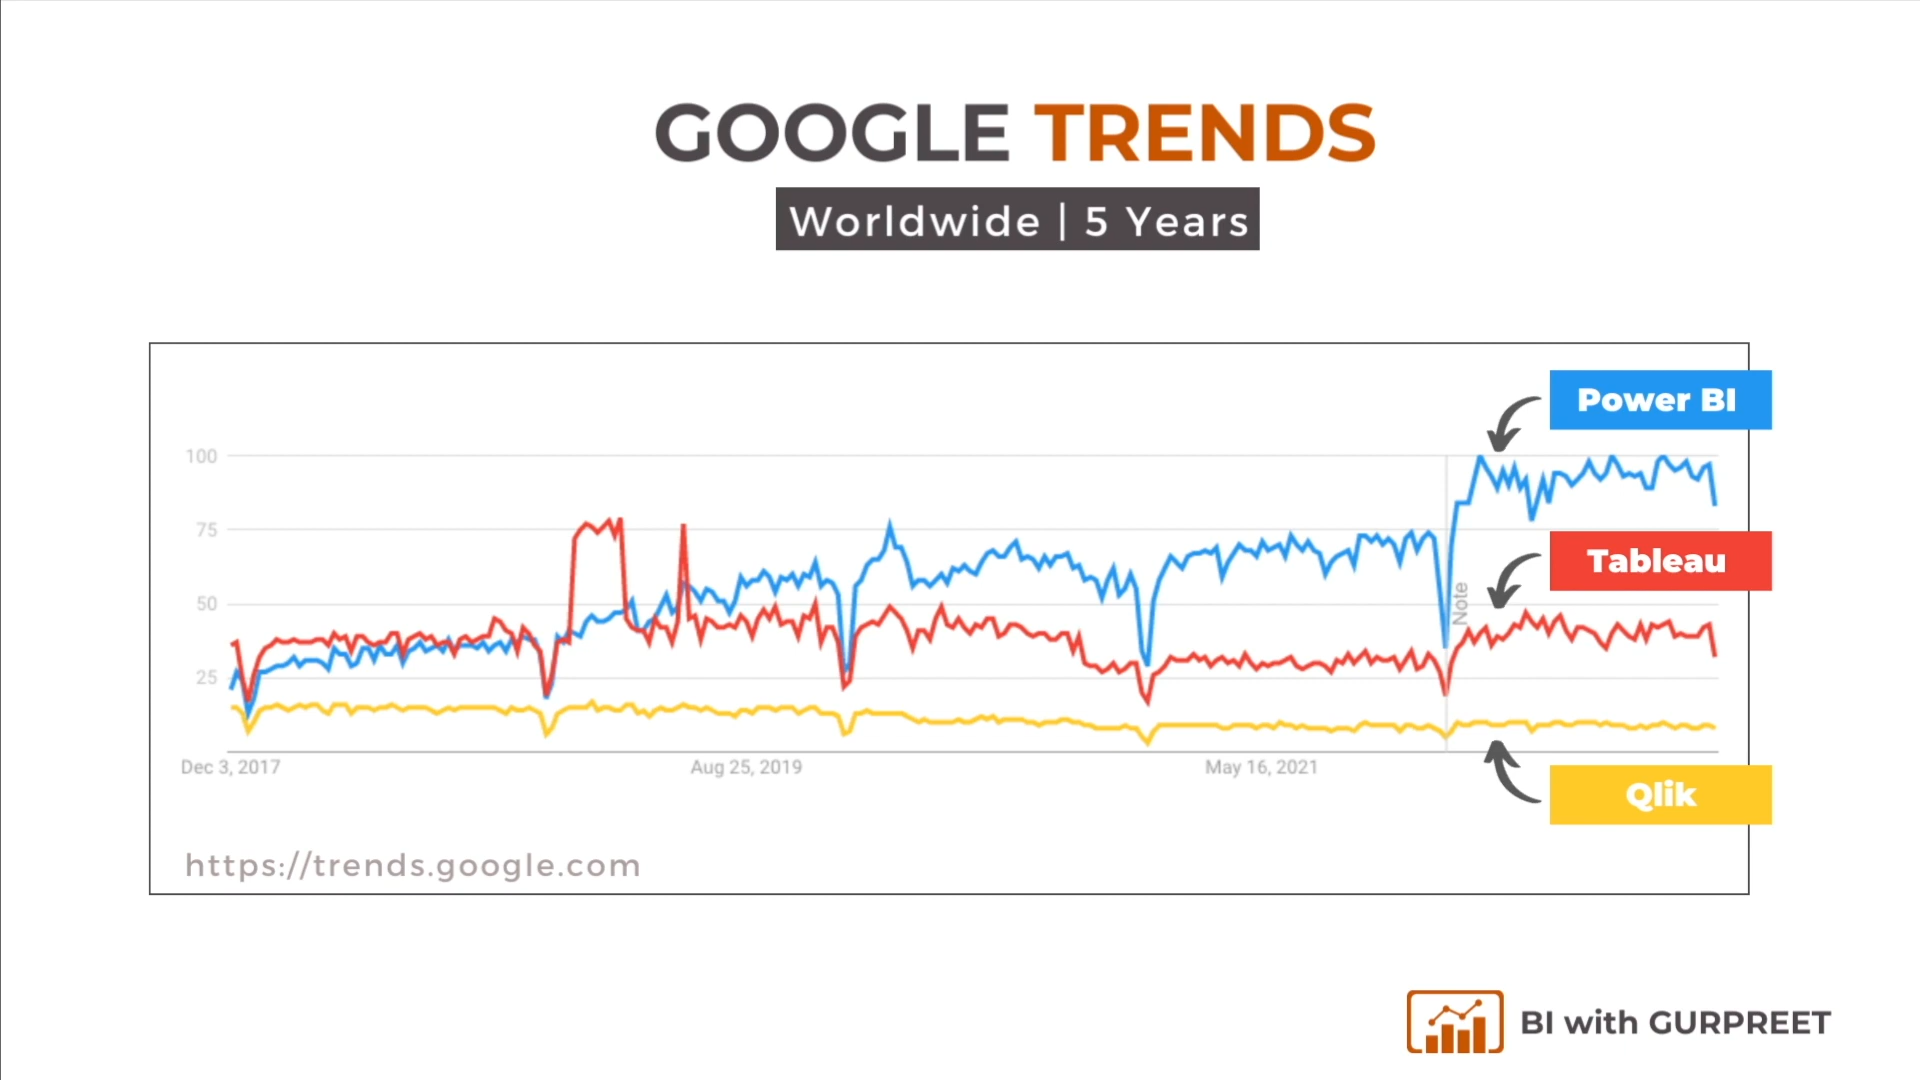 GOOGLE TRENDS
Worldwide | 5 Years
Power BI
100
75
Tableau
50
Note
25
Dec 3, 2017
Aug 25, 2019
May 16, 2021
Qlik
https://trends.google.com
BI with GURPREET